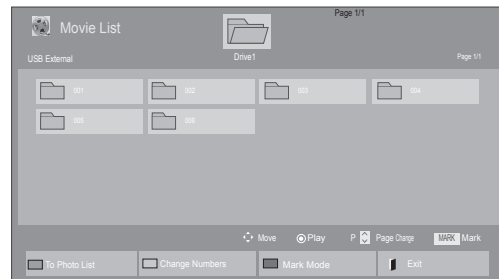 Page 1/1
Movie List
USB External Drive1 Page 1/1
001 002 003 004
005 006
Move Play P Page Change MARK Mark
To Photo List Change Numbers Mark Mode Exit